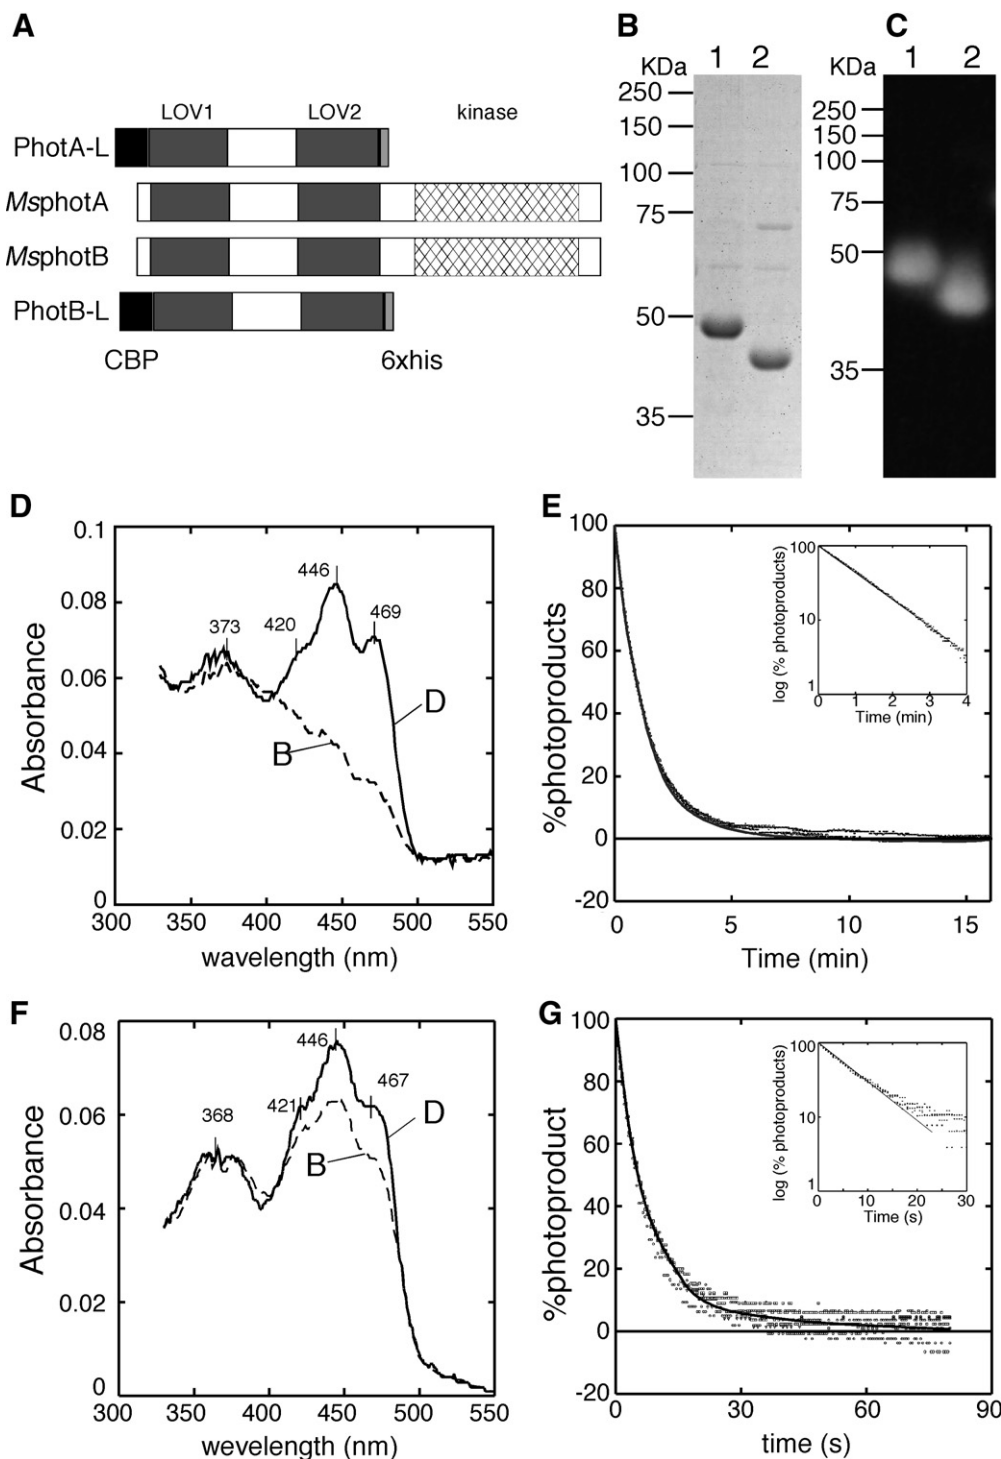 A
LOV1 LOV2 kinase
PhotA-L
MsphotA
MsphotB
PhotB-L
CBP 6xhis
B
1 2
KDa
250
150
100
75
50
35
C
1 2
KDa
250
150
100
75
50
35
D
0.1
0.08
0.06
0.04
0.02
0
Absorbance
373
420
446
469
D
B
300 350 400 450 500 550
wavelength (nm)
E
100
80
60
40
20
0
-20
%photoproducts
0 5 10 15
Time (min)
log (% photoproducts)
100
10
1
0 1 2 3 4
Time (min)
F
0.08
0.06
0.04
0.02
0
Absorbance
368
421
446
467
D
B
300 350 400 450 500 550
wavelength (nm)
G
100
80
60
40
20
0
-20
%photoproduct
0 30 60 90
time (s)
log (% photoproducts)
100
10
1
0 10 20 30
Time (s)